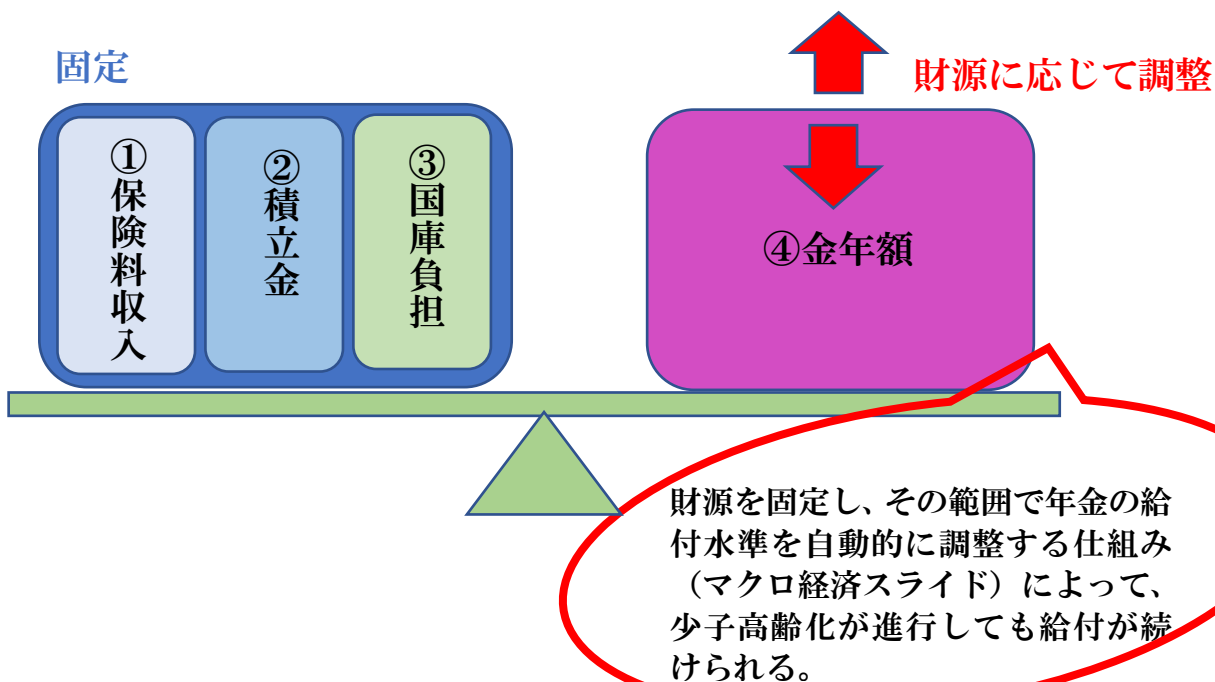 固定
財源に応じて調整
①保険料収入
②積立金
③国庫負担
④金年額
財源を固定し、その範囲で年金の給
付水準を自動的に調整する仕組み
（マクロ経済スライド）によって、
少子高齢化が進行しても給付が続
けられる。